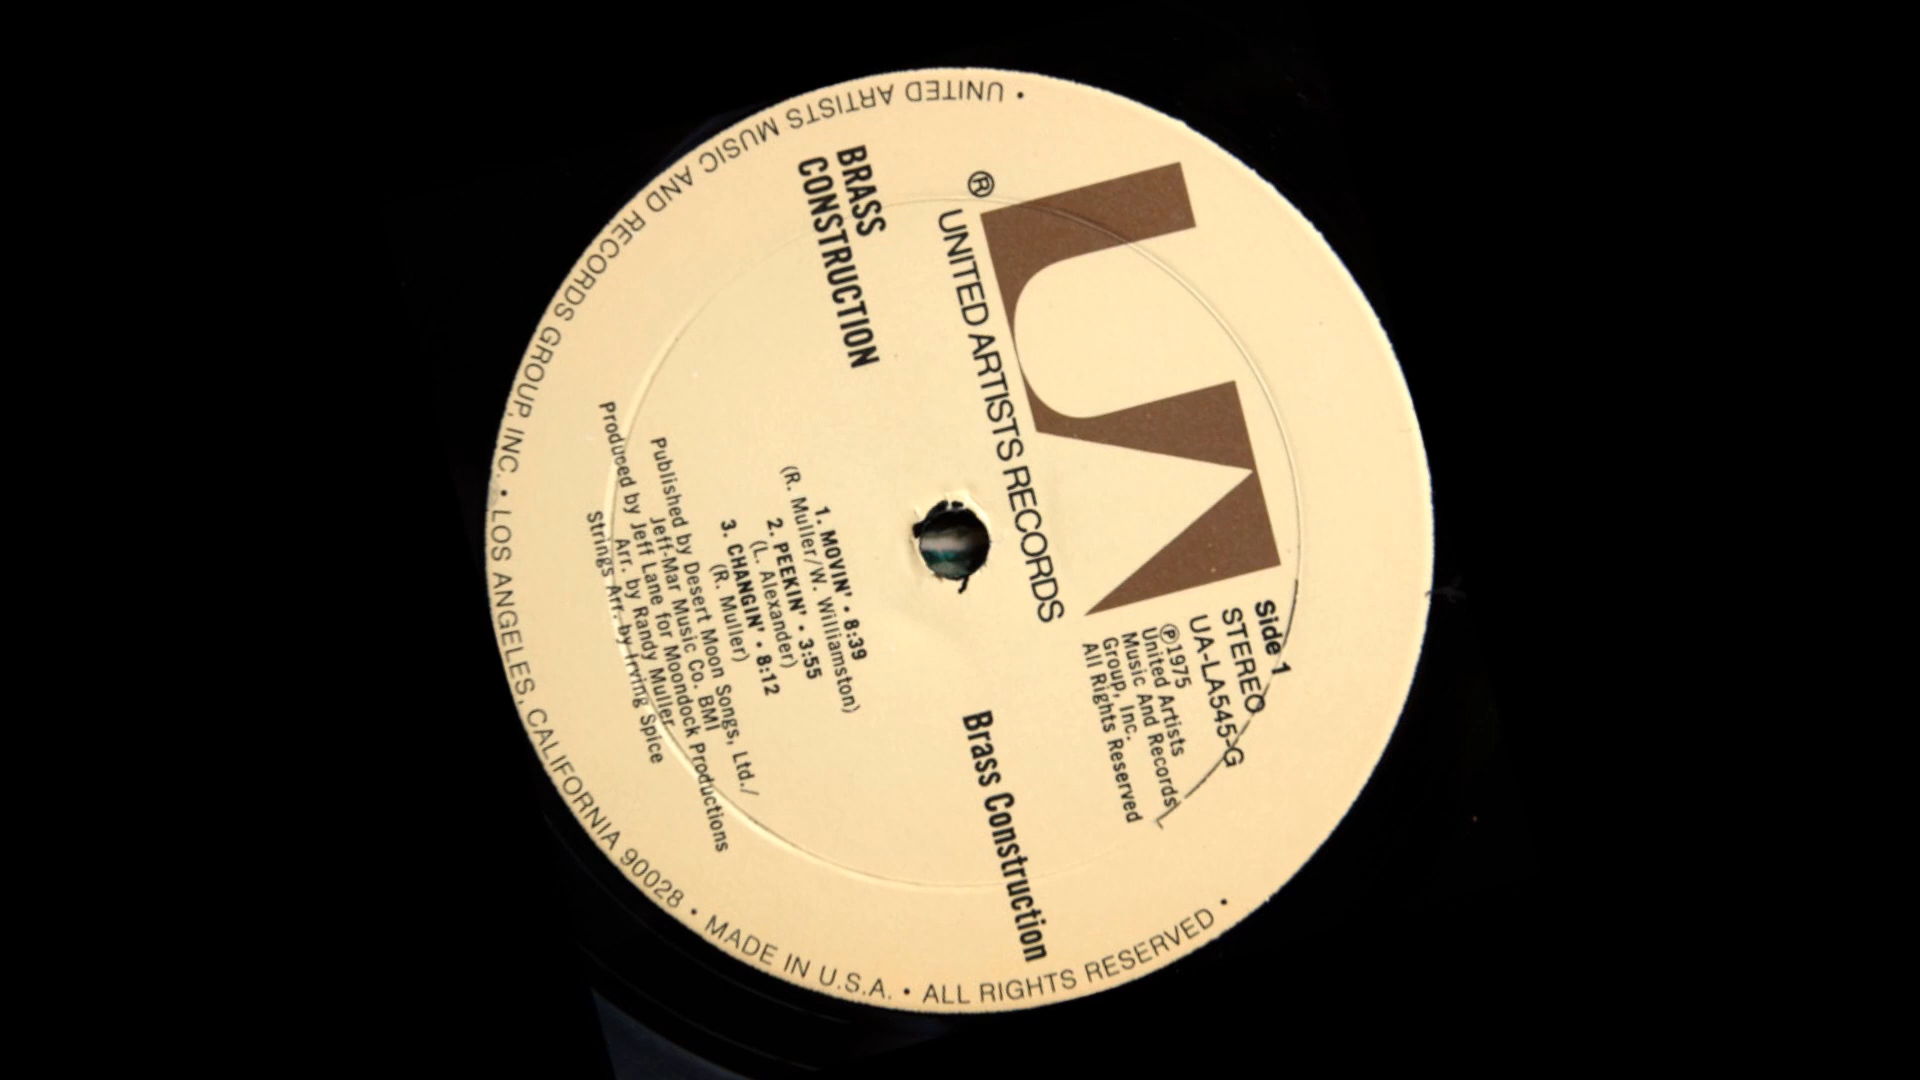 UNITED ARTISTS RECORDS ®
Side 1
STEREO
UA-LA545-G
Ⓟ1975
United Artists
Music And Records
Group, Inc.
All Rights Reserved
BRASS
CONSTRUCTION
Brass Construction
1. MOVIN' • 8:39
(R. Muller/W. Williamston)
2. PEEKIN' • 3:55
(L. Alexander)
3. CHANGIN' • 8:12
(R. Muller)
Published by Desert Moon Songs, Ltd./
Jeff-Mar Music Co. BMI
Produced by Jeff Lane for Moondock Productions
Arr. by Randy Muller
Strings Arr. by Irving Spice
• UNITED ARTISTS MUSIC AND RECORDS GROUP, INC. • LOS ANGELES, CALIFORNIA 90028 • MADE IN U.S.A. • ALL RIGHTS RESERVED •